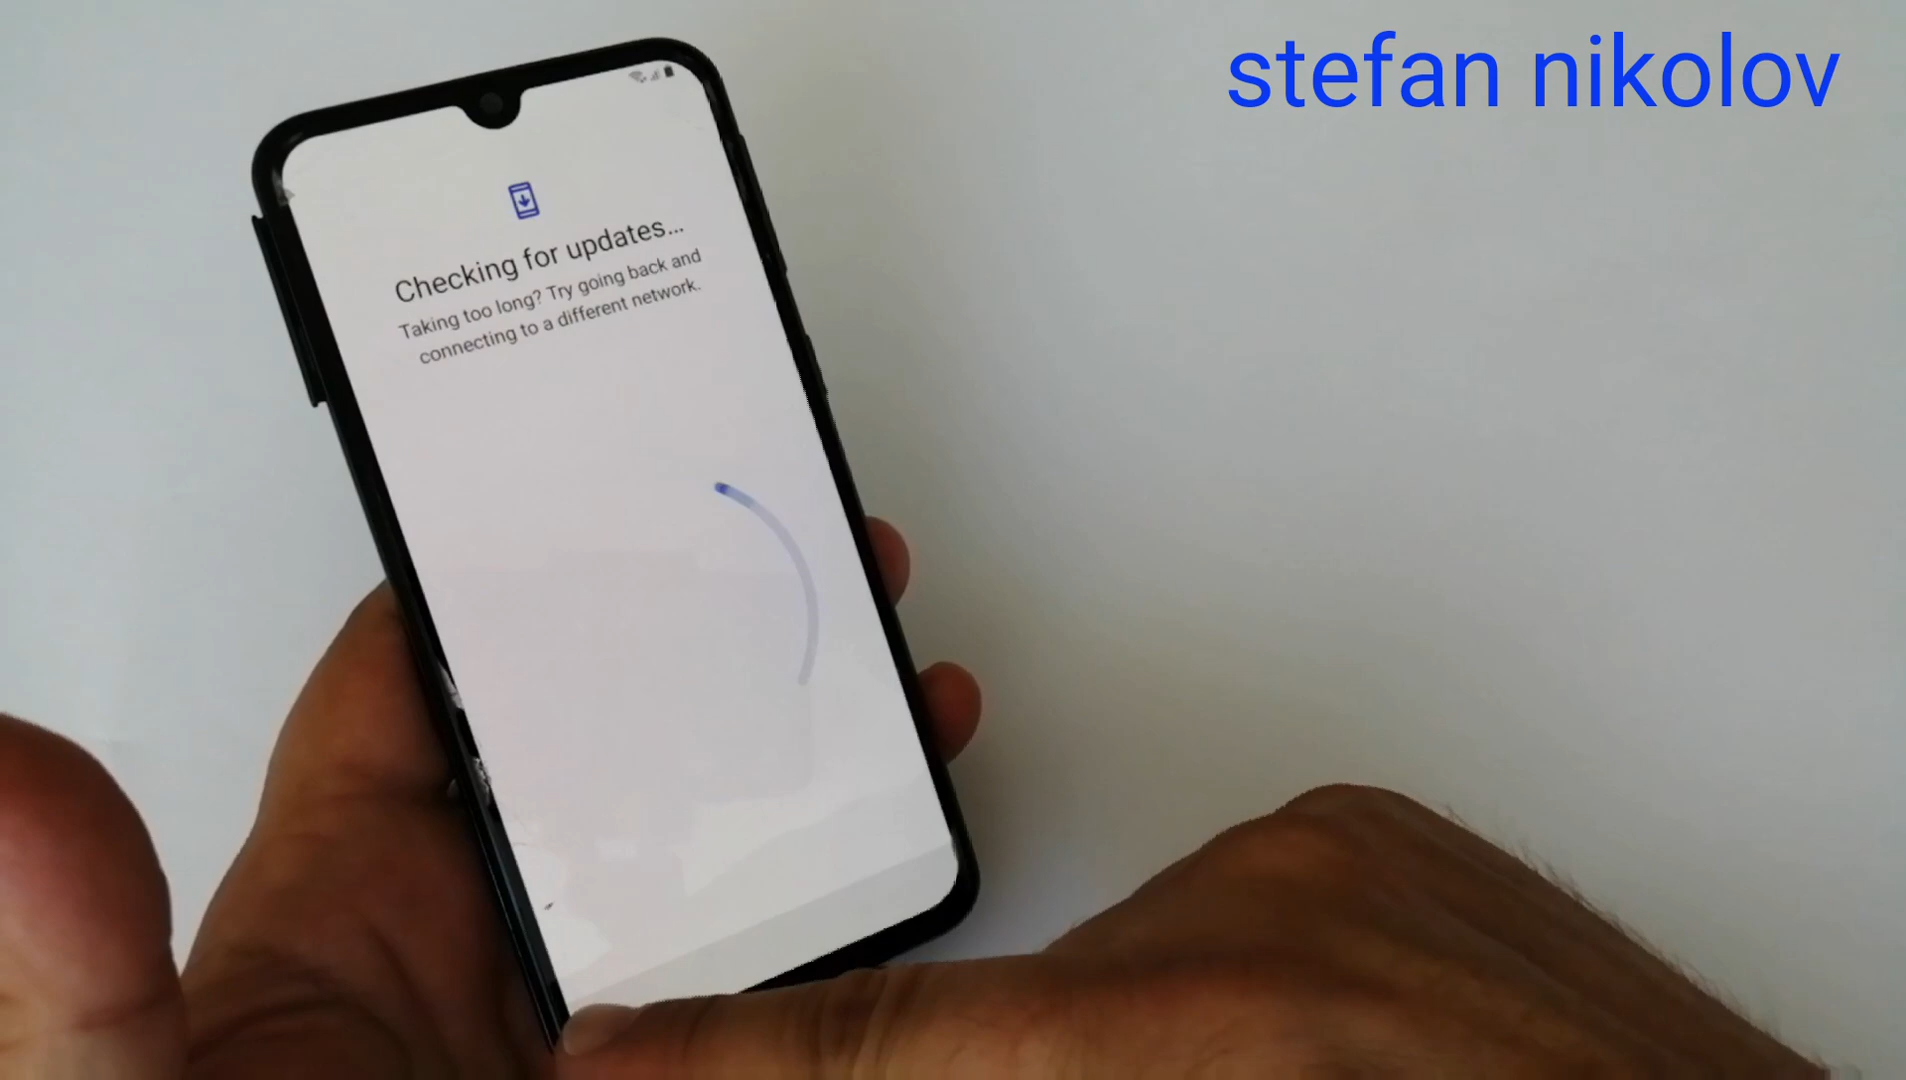 stefan nikolov
Checking for updates...
Taking too long? Try going back and
connecting to a different network.